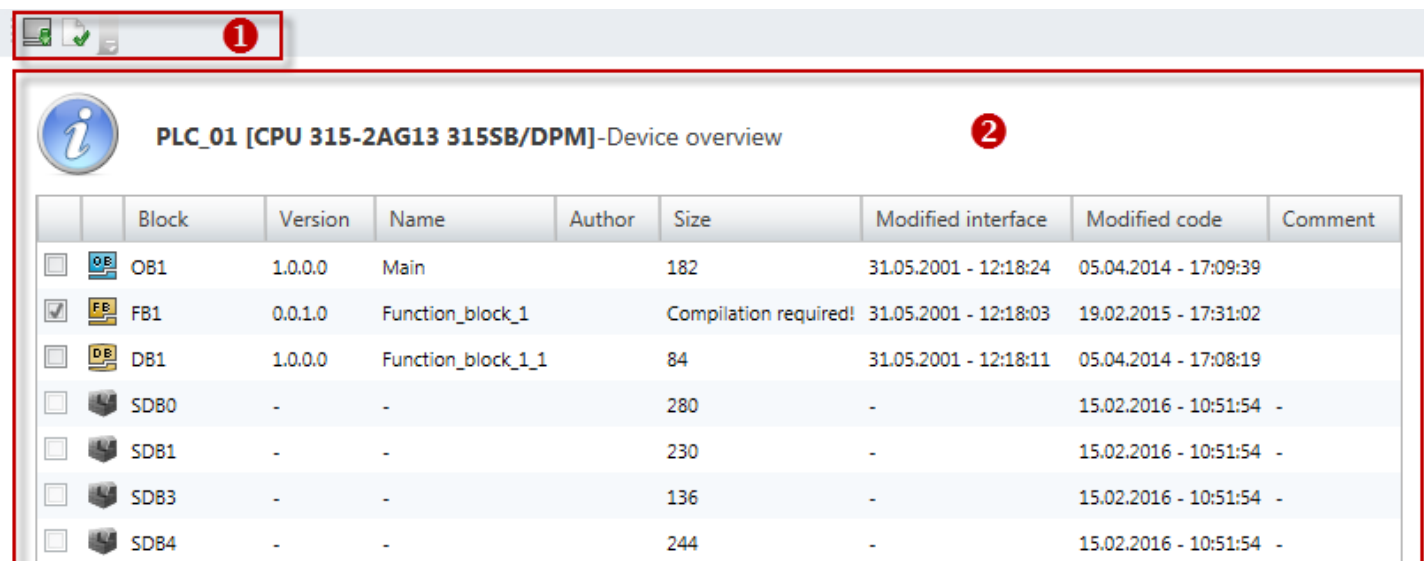 1
2
PLC_01 [CPU 315-2AG13 315SB/DPM]-Device overview
Block Version Name Author Size Modified interface Modified code Comment
OB OB1 1.0.0.0 Main 182 31.05.2001 - 12:18:24 05.04.2014 - 17:09:39
FB FB1 0.0.1.0 Function_block_1 Compilation required! 31.05.2001 - 12:18:03 19.02.2015 - 17:31:02
DB DB1 1.0.0.0 Function_block_1_1 84 31.05.2001 - 12:18:11 05.04.2014 - 17:08:19
SDB0 - - 280 - 15.02.2016 - 10:51:54 -
SDB1 - - 230 - 15.02.2016 - 10:51:54 -
SDB3 - - 136 - 15.02.2016 - 10:51:54 -
SDB4 - - 244 - 15.02.2016 - 10:51:54 -